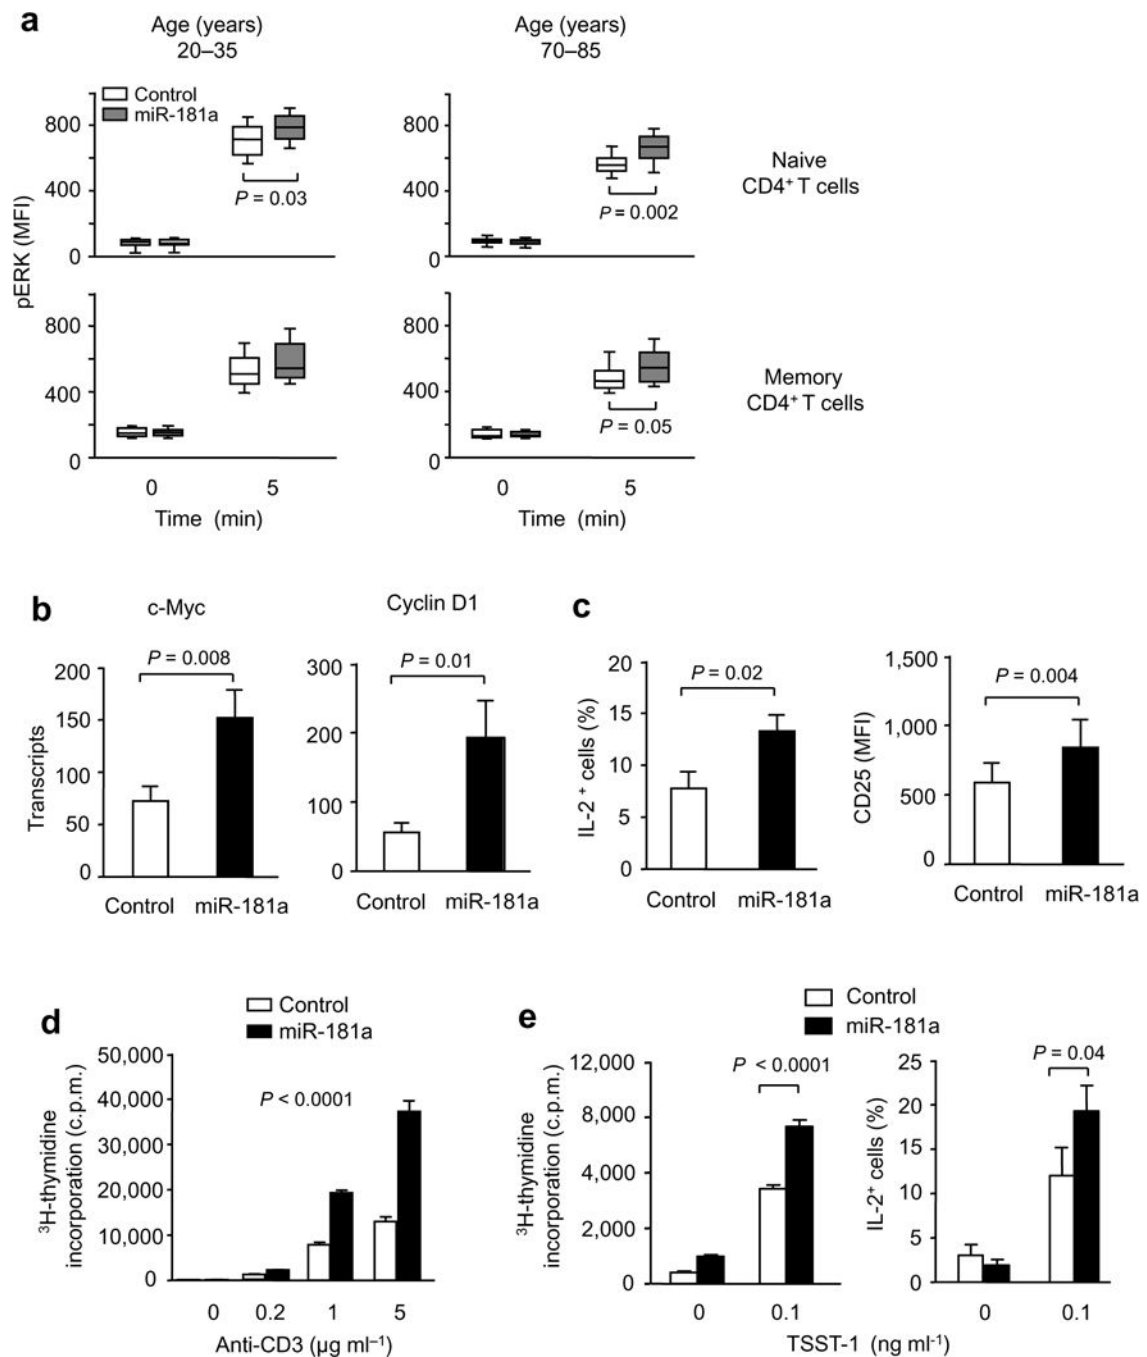 a
Age (years)
20–35
Age (years)
70–85
Control
miR-181a
pERK (MFI)
800
400
0
P = 0.03
800
400
0
P = 0.002
Naive
CD4+ T cells
800
400
0
800
400
0
P = 0.05
Memory
CD4+ T cells
0 5
Time (min)
0 5
Time (min)
b
c-Myc
Transcripts
200
150
100
50
0
P = 0.008
Control miR-181a
Cyclin D1
300
200
100
0
P = 0.01
Control miR-181a
c
IL-2 + cells (%)
20
15
10
5
0
P = 0.02
Control miR-181a
CD25 (MFI)
1,500
1,000
500
0
P = 0.004
Control miR-181a
d
Control
miR-181a
3H-thymidine
incorporation (c.p.m.)
50,000
40,000
30,000
20,000
10,000
0
P < 0.0001
0 0.2 1 5
Anti-CD3 (µg ml–1)
e
Control
miR-181a
3H-thymidine
incorporation (c.p.m.)
12,000
8,000
4,000
2,000
0
P < 0.0001
0 0.1
IL-2+ cells (%)
25
20
15
10
5
0
P = 0.04
0 0.1
TSST-1 (ng ml-1)